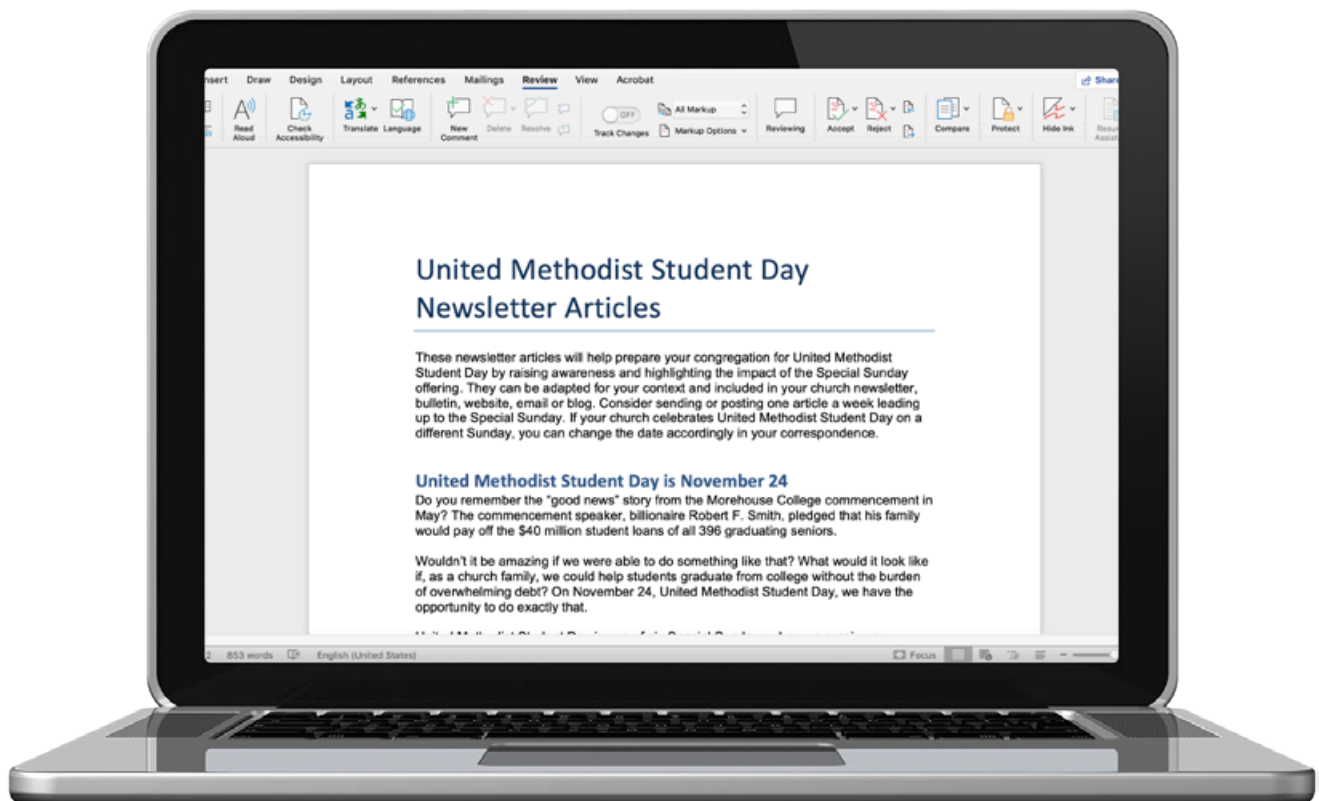 Draw Design Layout References Mailings Review View Acrobat
Read Aloud
Check Accessibility
Translate Language
New Comment
Delete Resolve
OFF
Track Changes
All Markup
Markup Options
Reviewing
Accept Reject
Compare
Protect
Hide Ink
United Methodist Student Day
Newsletter Articles
These newsletter articles will help prepare your congregation for United Methodist
Student Day by raising awareness and highlighting the impact of the Special Sunday
offering. They can be adapted for your context and included in your church newsletter,
bulletin, website, email or blog. Consider sending or posting one article a week leading
up to the Special Sunday. If your church celebrates United Methodist Student Day on a
different Sunday, you can change the date accordingly in your correspondence.
United Methodist Student Day is November 24
Do you remember the "good news" story from the Morehouse College commencement in
May? The commencement speaker, billionaire Robert F. Smith, pledged that his family
would pay off the $40 million student loans of all 396 graduating seniors.
Wouldn't it be amazing if we were able to do something like that? What would it look like
if, as a church family, we could help students graduate from college without the burden
of overwhelming debt? On November 24, United Methodist Student Day, we have the
opportunity to do exactly that.
2 853 words English (United States) Focus